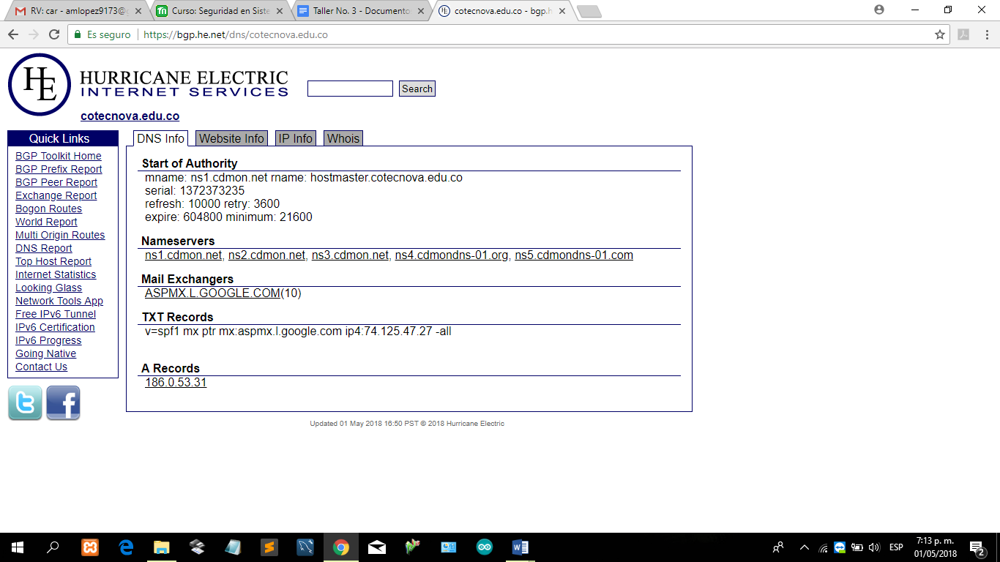 RV: car - amlopez9173@g
Curso: Seguridad en Siste
Taller No. 3 - Documento
cotecnova.edu.co - bgp.h
Es seguro
https://bgp.he.net/dns/cotecnova.edu.co
HE
HURRICANE ELECTRIC
INTERNET SERVICES
Search
cotecnova.edu.co
Quick Links
BGP Toolkit Home
BGP Prefix Report
BGP Peer Report
Exchange Report
Bogon Routes
World Report
Multi Origin Routes
DNS Report
Top Host Report
Internet Statistics
Looking Glass
Network Tools App
Free IPv6 Tunnel
IPv6 Certification
IPv6 Progress
Going Native
Contact Us
DNS Info
Website Info
IP Info
Whois
Start of Authority
mname: ns1.cdmon.net rname: hostmaster.cotecnova.edu.co
serial: 1372373235
refresh: 10000 retry: 3600
expire: 604800 minimum: 21600
Nameservers
ns1.cdmon.net, ns2.cdmon.net, ns3.cdmon.net, ns4.cdmondns-01.org, ns5.cdmondns-01.com
Mail Exchangers
ASPMX.L.GOOGLE.COM(10)
TXT Records
v=spf1 mx ptr mx:aspmx.l.google.com ip4:74.125.47.27 -all
A Records
186.0.53.31
Updated 01 May 2018 16:50 PST © 2018 Hurricane Electric
ESP
7:13 p. m.
01/05/2018
2